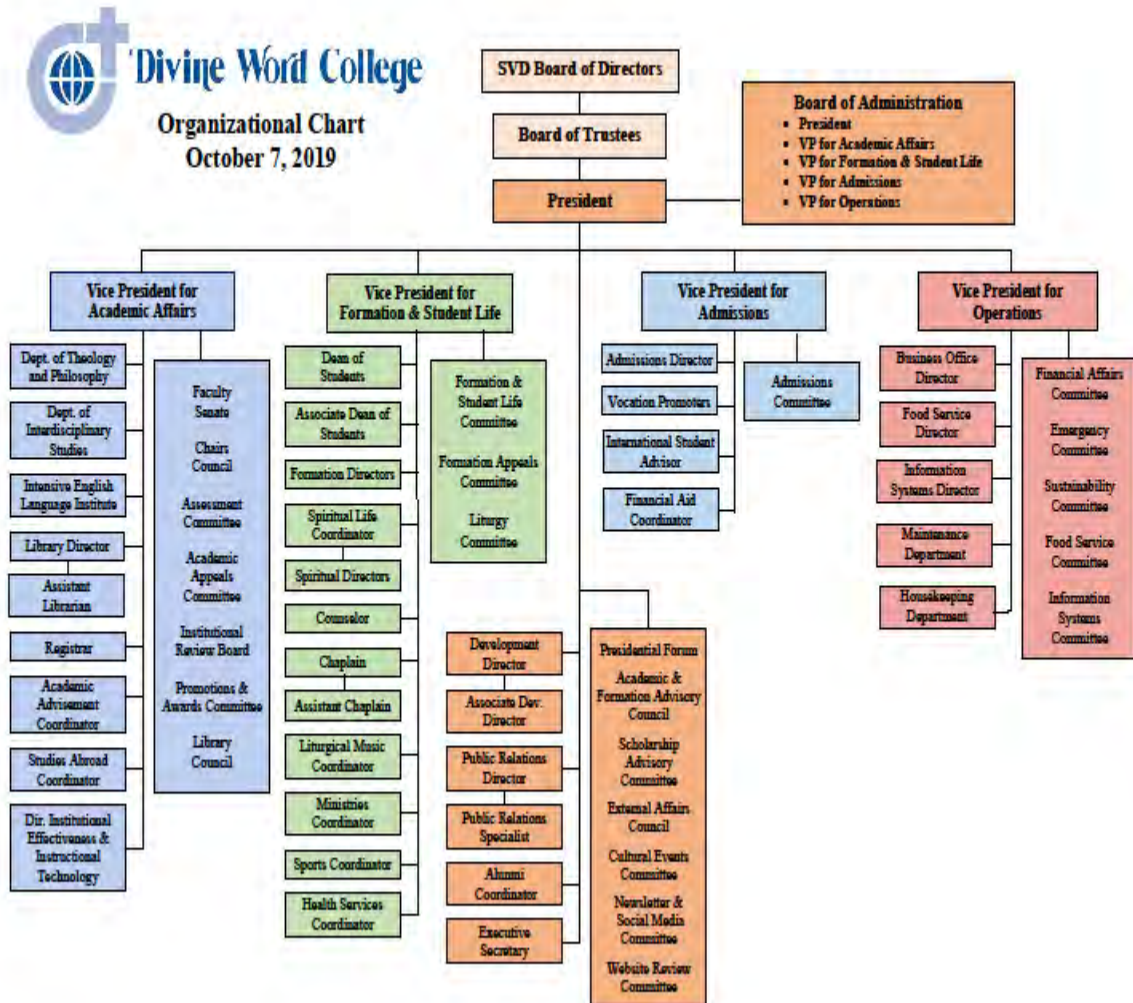 Divine Word College
Organizational Chart
October 7, 2019
SVD Board of Directors
Board of Trustees
President
Board of Administration
▪ President
▪ VP for Academic Affairs
▪ VP for Formation & Student Life
▪ VP for Admissions
▪ VP for Operations
Vice President for
Academic Affairs
Dept. of Theology
and Philosophy
Dept. of
Interdisciplinary
Studies
Intensive English
Language Institute
Library Director
Assistant
Librarian
Registrar
Academic
Advisement
Coordinator
Studies Abroad
Coordinator
Dir. Institutional
Effectiveness &
Instructional
Technology
Faculty
Senate
Chairs
Council
Assessment
Committee
Academic
Appeals
Committee
Institutional
Review Board
Promotions &
Awards Committee
Library
Council
Vice President for
Formation & Student Life
Dean of
Students
Associate Dean of
Students
Formation Directors
Spiritual Life
Coordinator
Spiritual Directors
Counselor
Chaplain
Assistant Chaplain
Liturgical Music
Coordinator
Ministries
Coordinator
Sports Coordinator
Health Services
Coordinator
Formation &
Student Life
Committee
Formation Appeals
Committee
Liturgy
Committee
Development
Director
Associate Dev.
Director
Public Relations
Director
Public Relations
Specialist
Alumni
Coordinator
Executive
Secretary
Presidential Forum
Academic &
Formation Advisory
Council
Scholarship
Advisory
Committee
External Affairs
Council
Cultural Events
Committee
Newsletter &
Social Media
Committee
Website Review
Committee
Vice President for
Admissions
Admissions Director
Vocation Promoters
International Student
Advisor
Financial Aid
Coordinator
Admissions
Committee
Vice President for
Operations
Business Office
Director
Food Service
Director
Information
Systems Director
Maintenance
Department
Housekeeping
Department
Financial Affairs
Committee
Emergency
Committee
Sustainability
Committee
Food Service
Committee
Information
Systems
Committee